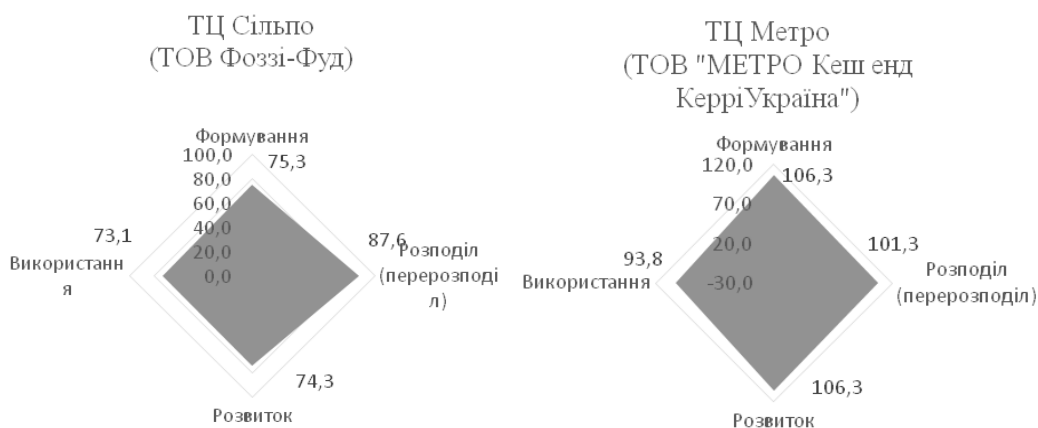 ТЦ Сільпо
(ТОВ Фоззі-Фуд)
Формування
100,0
75,3
80,0
60,0
40,0
20,0
0,0
73,1
Використанн
я
87,6
Розподіл
(перерозподі
л)
74,3
Розвиток
ТЦ Метро
(ТОВ "МЕТРО Кеш енд
КерріУкраїна")
Формування
120,0
106,3
70,0
20,0
-30,0
93,8
Використання
101,3
Розподіл
(перерозподіл)
106,3
Розвиток